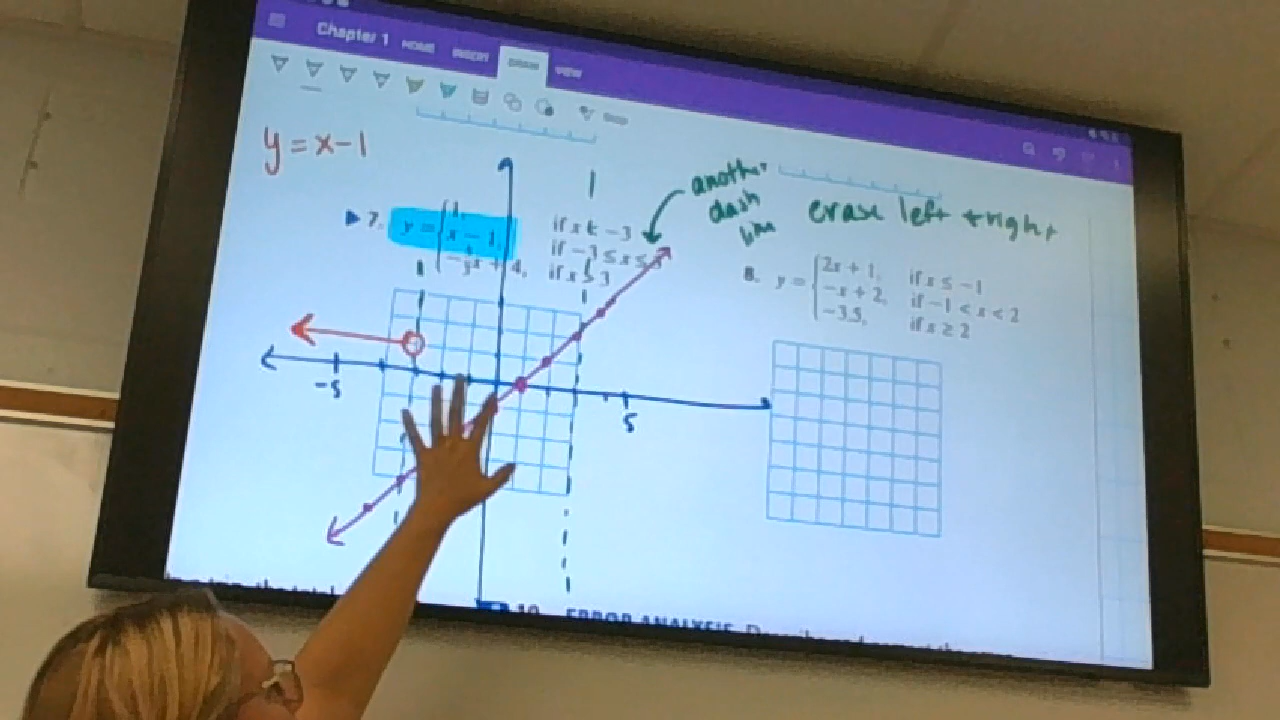 Chapter 1 HOME INSERT DRAW VIEW
y = x - 1
another
dash
line
erase left + right
7. y = { 1, if x < -3
x - 1, if -3 ≤ x ≤ 3
if x > 3
8. y = { 2x + 1, if x ≤ -1
-x + 2, if -1 < x < 2
-3.5, if x ≥ 2
-5
5
10. ERROR ANALYSIS